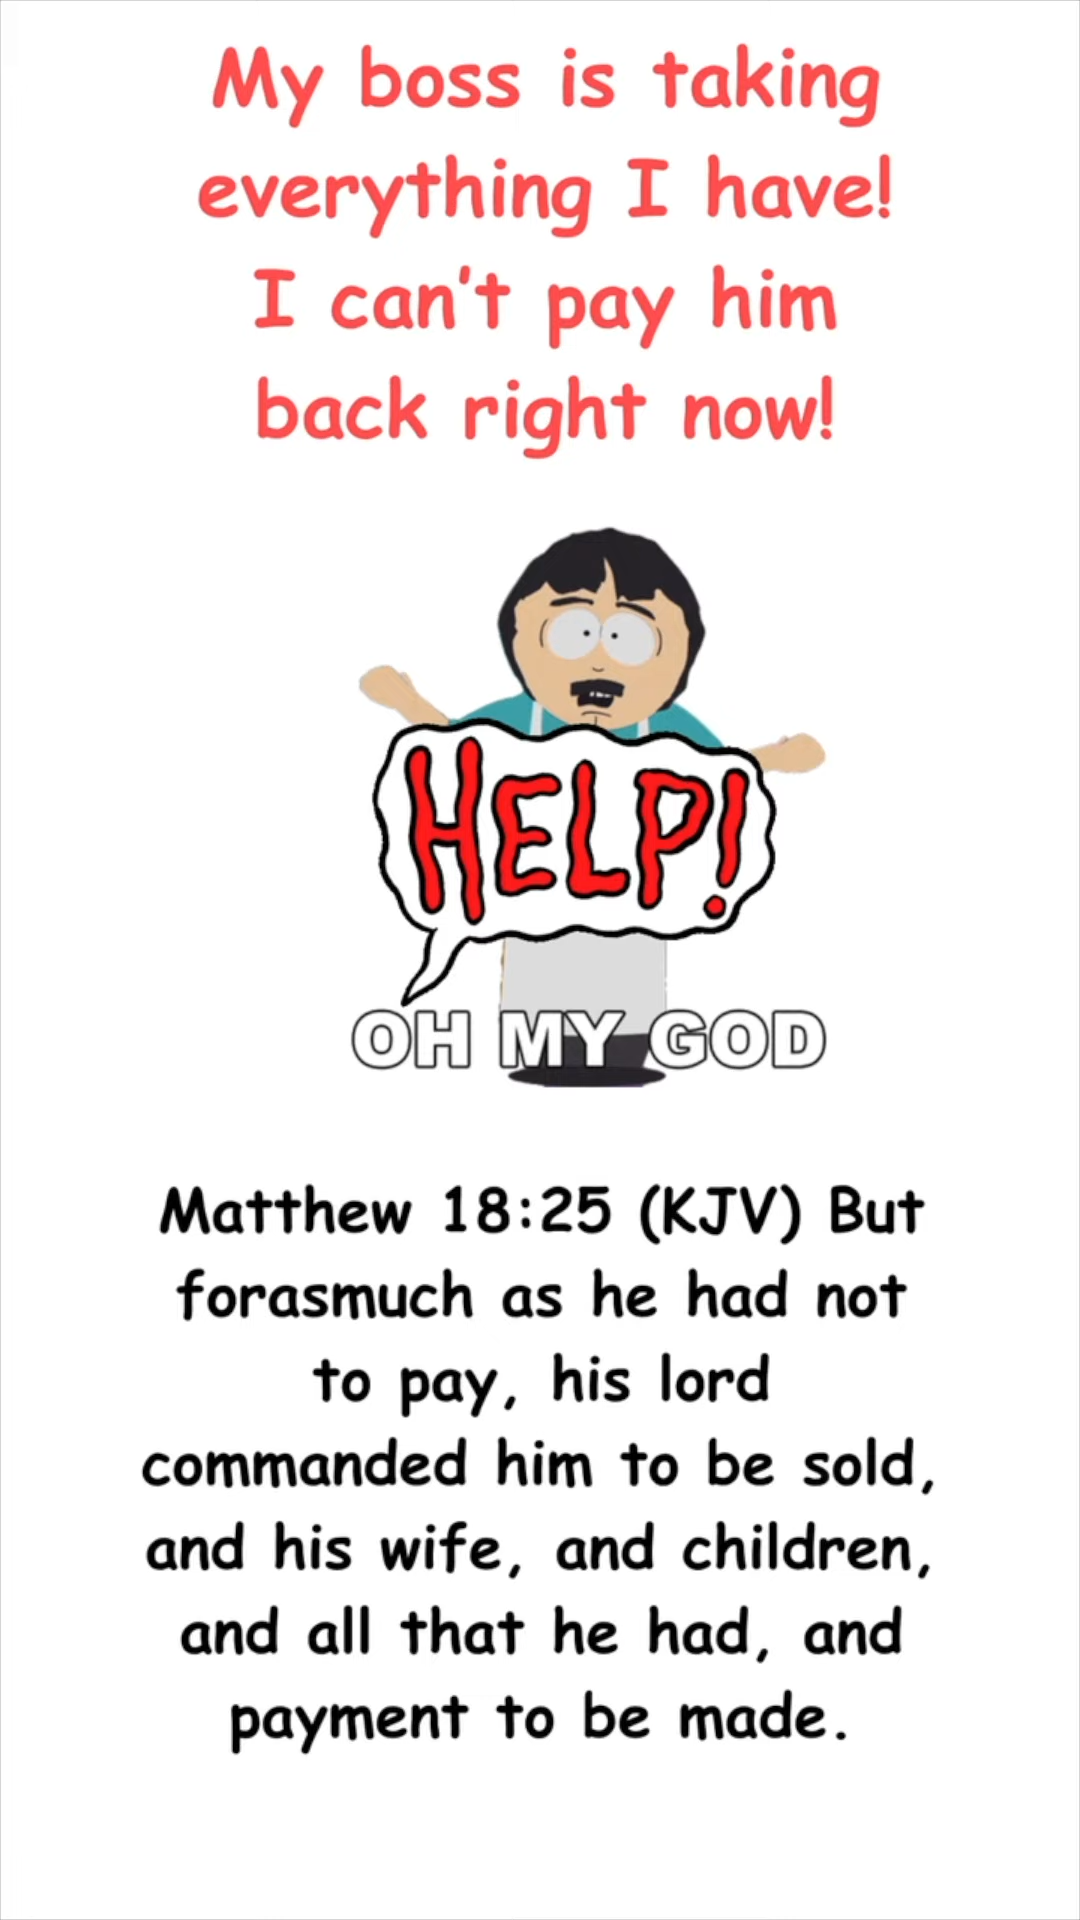 My boss is taking
everything I have!
I can't pay him
back right now!
HELP!
OH MY GOD
Matthew 18:25 (KJV) But
forasmuch as he had not
to pay, his lord
commanded him to be sold,
and his wife, and children,
and all that he had, and
payment to be made.